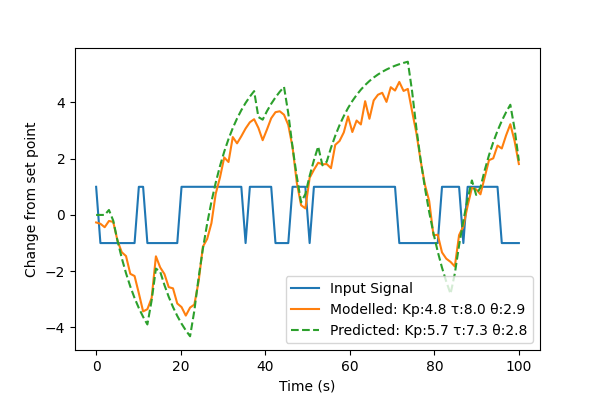 Change from set point
4
2
0
−2
−4
Input Signal
Modelled: Kp:4.8 τ:8.0 θ:2.9
Predicted: Kp:5.7 τ:7.3 θ:2.8
0 20 40 60 80 100
Time (s)